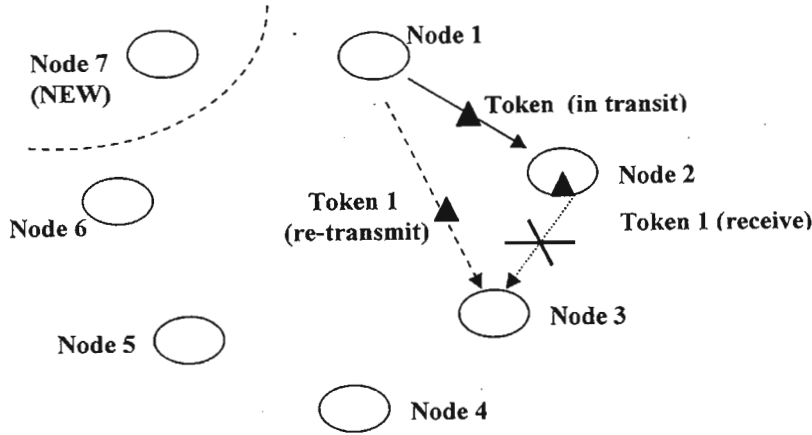 Node 1
Node 7
(NEW)
Token (in transit)
Node 2
Token 1
(re-transmit)
Token 1 (receive)
Node 6
Node 3
Node 5
Node 4